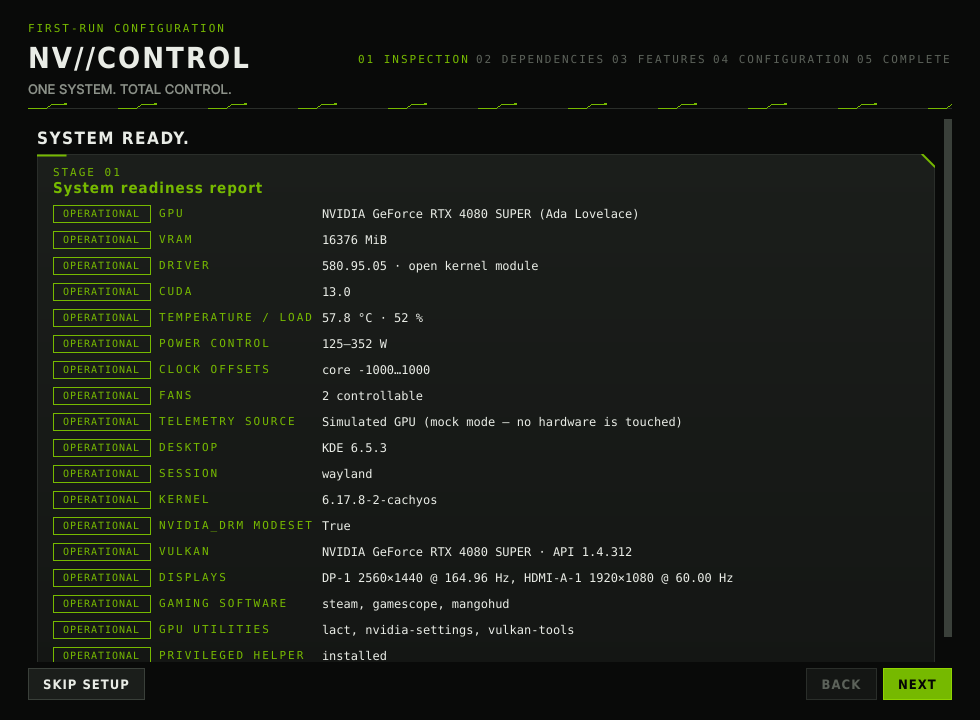 FIRST-RUN CONFIGURATION
NV//CONTROL
ONE SYSTEM. TOTAL CONTROL.
01 INSPECTION 02 DEPENDENCIES 03 FEATURES 04 CONFIGURATION 05 COMPLETE
SYSTEM READY.
STAGE 01
System readiness report
OPERATIONAL GPU NVIDIA GeForce RTX 4080 SUPER (Ada Lovelace)
OPERATIONAL VRAM 16376 MiB
OPERATIONAL DRIVER 580.95.05 · open kernel module
OPERATIONAL CUDA 13.0
OPERATIONAL TEMPERATURE / LOAD 57.8 °C · 52 %
OPERATIONAL POWER CONTROL 125–352 W
OPERATIONAL CLOCK OFFSETS core -1000…1000
OPERATIONAL FANS 2 controllable
OPERATIONAL TELEMETRY SOURCE Simulated GPU (mock mode — no hardware is touched)
OPERATIONAL DESKTOP KDE 6.5.3
OPERATIONAL SESSION wayland
OPERATIONAL KERNEL 6.17.8-2-cachyos
OPERATIONAL NVIDIA_DRM MODESET True
OPERATIONAL VULKAN NVIDIA GeForce RTX 4080 SUPER · API 1.4.312
OPERATIONAL DISPLAYS DP-1 2560×1440 @ 164.96 Hz, HDMI-A-1 1920×1080 @ 60.00 Hz
OPERATIONAL GAMING SOFTWARE steam, gamescope, mangohud
OPERATIONAL GPU UTILITIES lact, nvidia-settings, vulkan-tools
OPERATIONAL PRIVILEGED HELPER installed
SKIP SETUP BACK NEXT